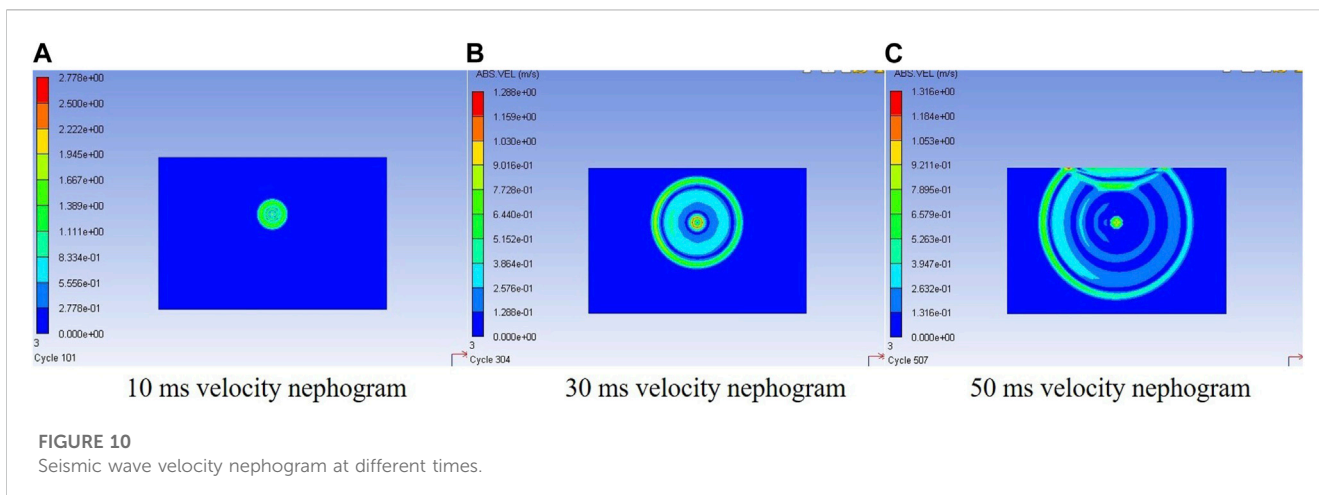 A
2.778e+00
2.500e+00
2.222e+00
1.945e+00
1.667e+00
1.389e+00
1.111e+00
8.334e-01
5.556e-01
2.778e-01
0.000e+00
3
Cycle 101
10 ms velocity nephogram
B
ABS.VEL (m/s)
1.288e+00
1.159e+00
1.030e+00
9.016e-01
7.728e-01
6.440e-01
5.152e-01
3.864e-01
2.576e-01
1.288e-01
0.000e+00
3
Cycle 304
30 ms velocity nephogram
C
ABS.VEL (m/s)
1.316e+00
1.184e+00
1.053e+00
9.211e-01
7.895e-01
6.579e-01
5.263e-01
3.947e-01
2.632e-01
1.316e-01
0.000e+00
3
Cycle 507
50 ms velocity nephogram
FIGURE 10
Seismic wave velocity nephogram at different times.